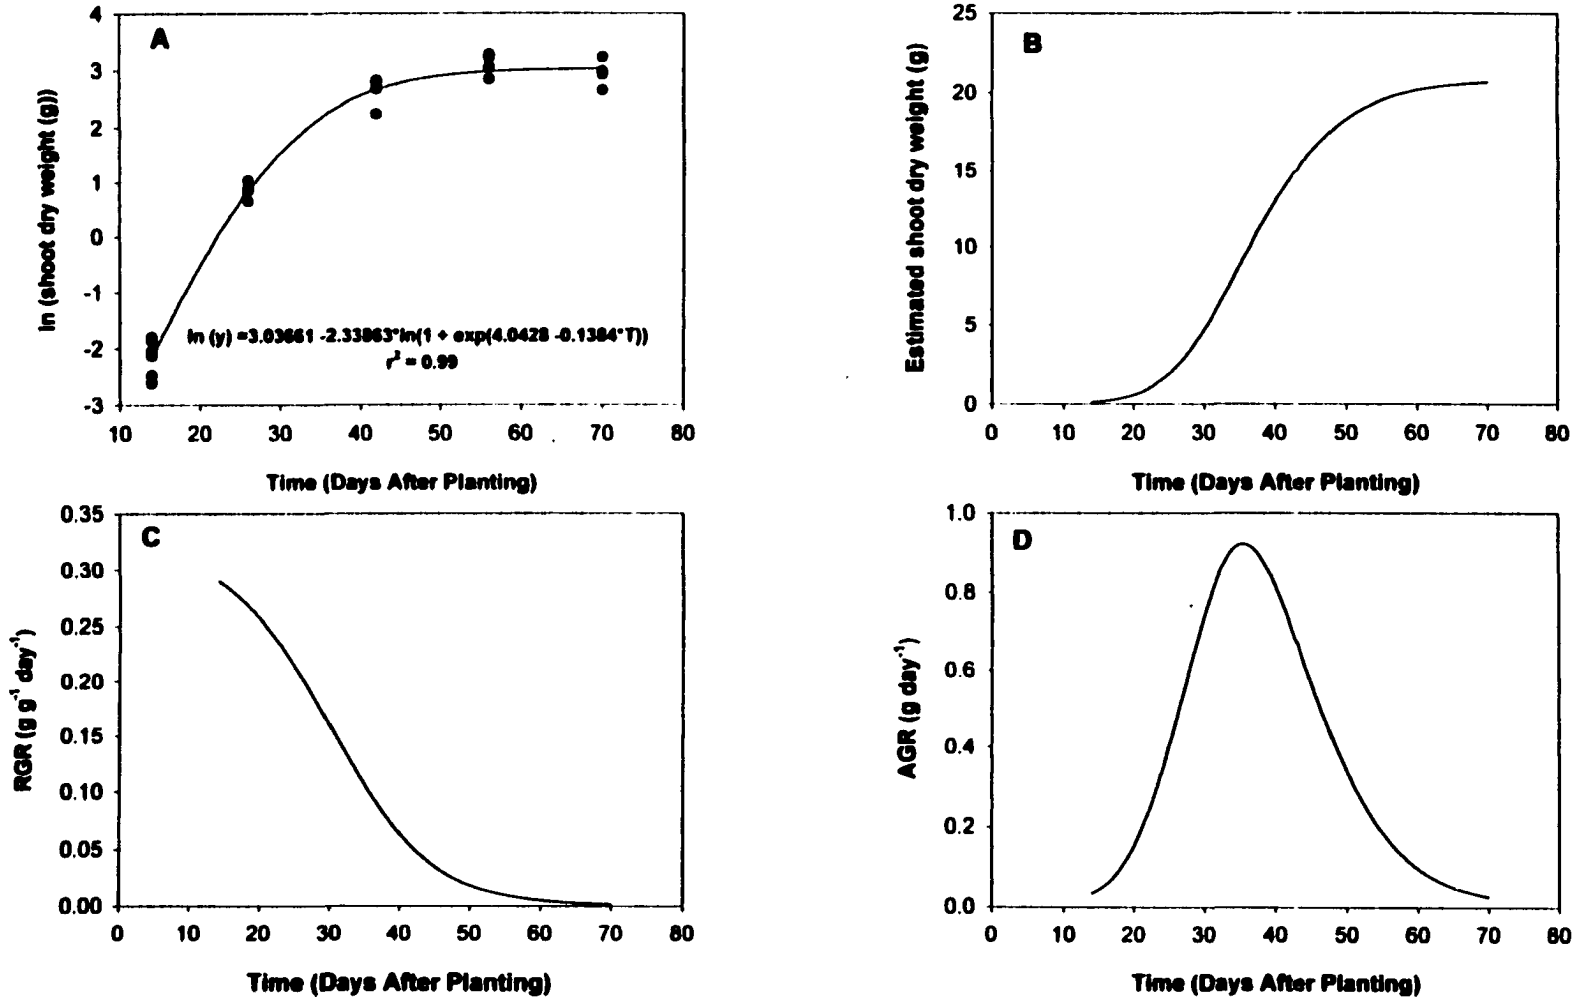 A
ln (shoot dry weight (g))
4
3
2
1
0
-1
-2
-3
ln (y) =3.03661 -2.33863*ln(1 + exp(4.0428 -0.1384*T))
r² = 0.99
10 20 30 40 50 60 70 80
Time (Days After Planting)
B
Estimated shoot dry weight (g)
25
20
15
10
5
0
0 10 20 30 40 50 60 70 80
Time (Days After Planting)
C
RGR (g g⁻¹ day⁻¹)
0.35
0.30
0.25
0.20
0.15
0.10
0.05
0.00
0 10 20 30 40 50 60 70 80
Time (Days After Planting)
D
AGR (g day⁻¹)
1.0
0.8
0.6
0.4
0.2
0.0
0 10 20 30 40 50 60 70 80
Time (Days After Planting)